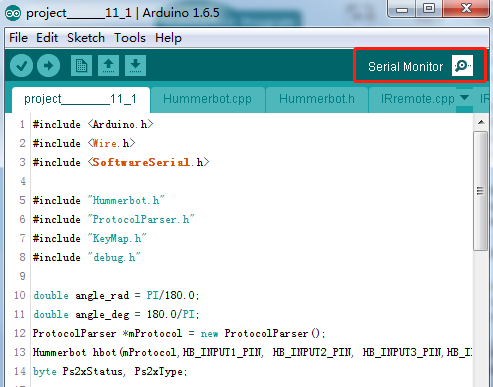 project______11_1 | Arduino 1.6.5
File Edit Sketch Tools Help
Serial Monitor
project______11_1 Hummerbot.cpp Hummerbot.h IRremote.cpp
1 #include <Arduino.h>
2 #include <Wire.h>
3 #include <SoftwareSerial.h>
4
5 #include "Hummerbot.h"
6 #include "ProtocolParser.h"
7 #include "KeyMap.h"
8 #include "debug.h"
9
10 double angle_rad = PI/180.0;
11 double angle_deg = 180.0/PI;
12 ProtocolParser *mProtocol = new ProtocolParser();
13 Hummerbot hbot(mProtocol,HB_INPUT1_PIN, HB_INPUT2_PIN, HB_INPUT3_PIN,HB_IN
14 byte Ps2xStatus, Ps2xType;